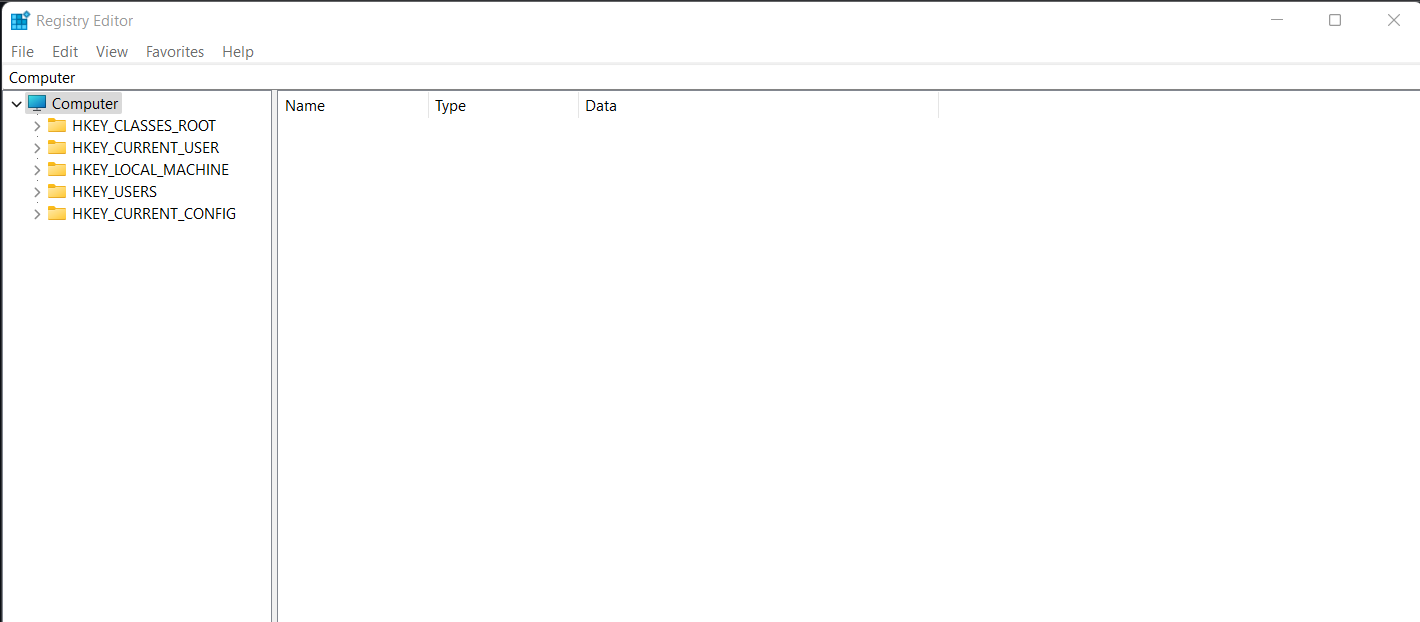 Registry Editor
File Edit View Favorites Help
Computer
Computer
HKEY_CLASSES_ROOT
HKEY_CURRENT_USER
HKEY_LOCAL_MACHINE
HKEY_USERS
HKEY_CURRENT_CONFIG
Name Type Data